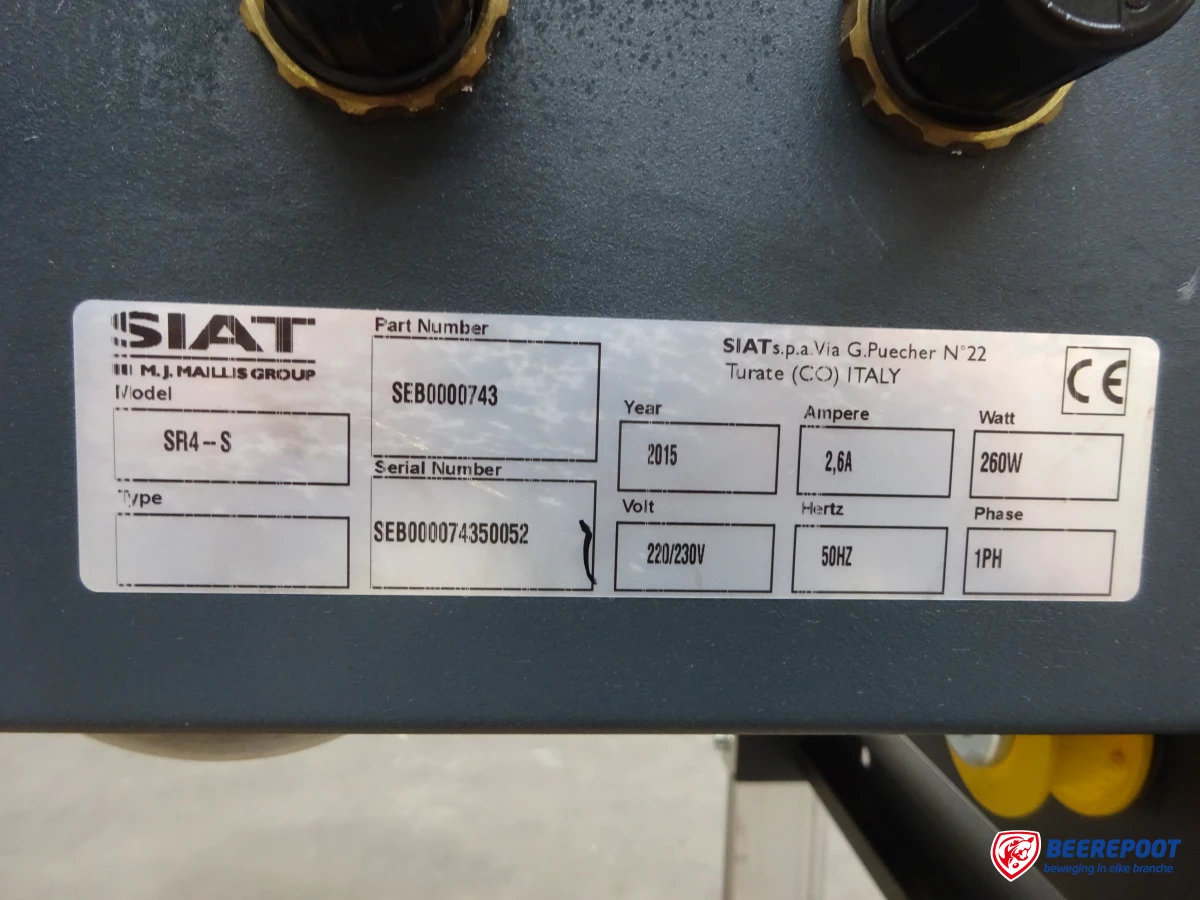 SIAT
M.J. MAILLIS GROUP
Model
SR4--S
Type
Part Number
SEB0000743
Serial Number
SEB000074350052
SIAT s.p.a. Via G.Puecher N°22
Turate (CO) ITALY
CE
Year
2015
Ampere
2,6A
Watt
260W
Volt
220/230V
Hertz
50HZ
Phase
1PH
BEEREPOOT
beweging in elke branche